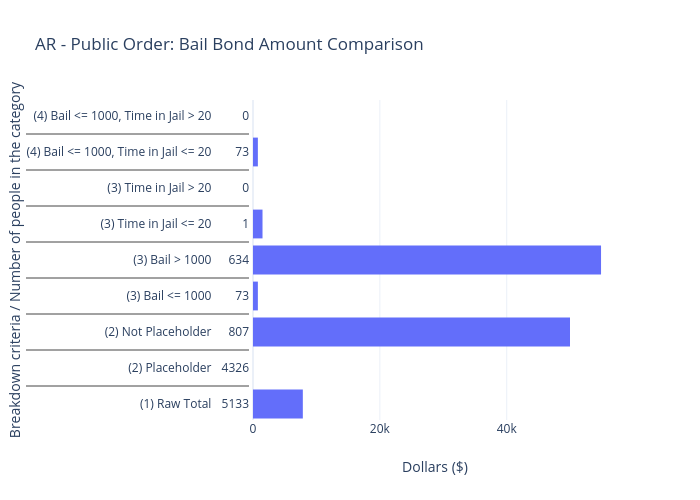 AR - Public Order: Bail Bond Amount Comparison
Breakdown criteria / Number of people in the category
(4) Bail <= 1000, Time in Jail > 20 0
(4) Bail <= 1000, Time in Jail <= 20 73
(3) Time in Jail > 20 0
(3) Time in Jail <= 20 1
(3) Bail > 1000 634
(3) Bail <= 1000 73
(2) Not Placeholder 807
(2) Placeholder 4326
(1) Raw Total 5133
0 20k 40k
Dollars ($)